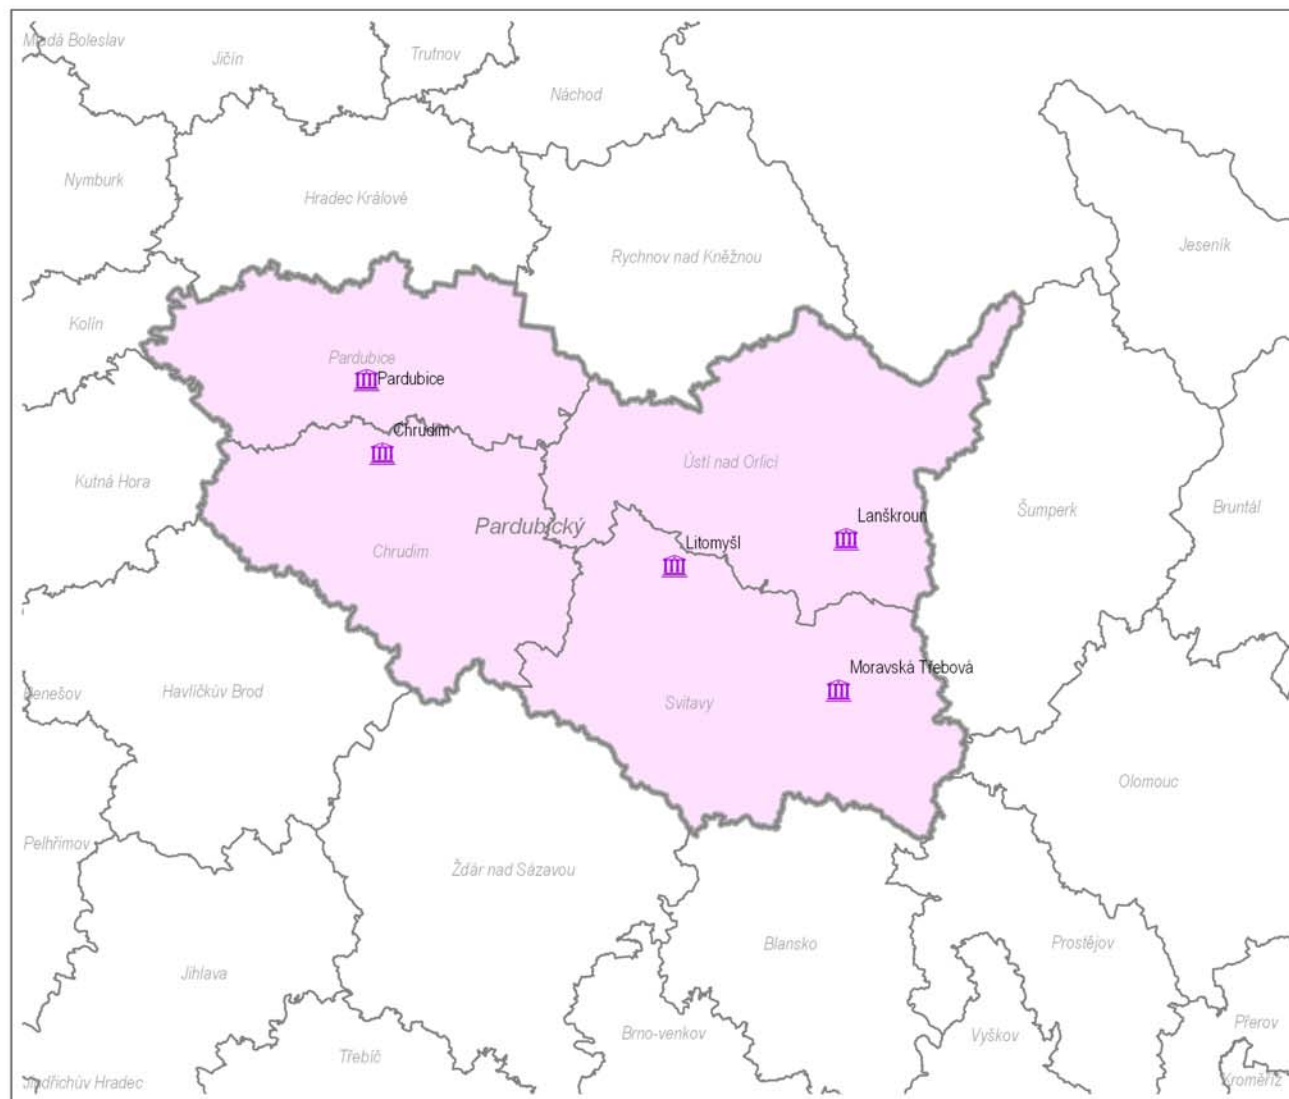 Mladá Boleslav
Jičín
Trutnov
Náchod
Nymburk
Hradec Králové
Rychnov nad Kněžnou
Jeseník
Kolín
Pardubice
Pardubice
Chrudim
Kutná Hora
Ústí nad Orlicí
Šumperk
Bruntál
Lanškroun
Pardubický
Litomyšl
Chrudim
Moravská Třebová
Benešov
Havlíčkův Brod
Svitavy
Olomouc
Pelhřimov
Žďár nad Sázavou
Blansko
Prostějov
Jihlava
Přerov
Brno-venkov
Vyškov
Třebíč
Jindřichův Hradec
Kroměříž